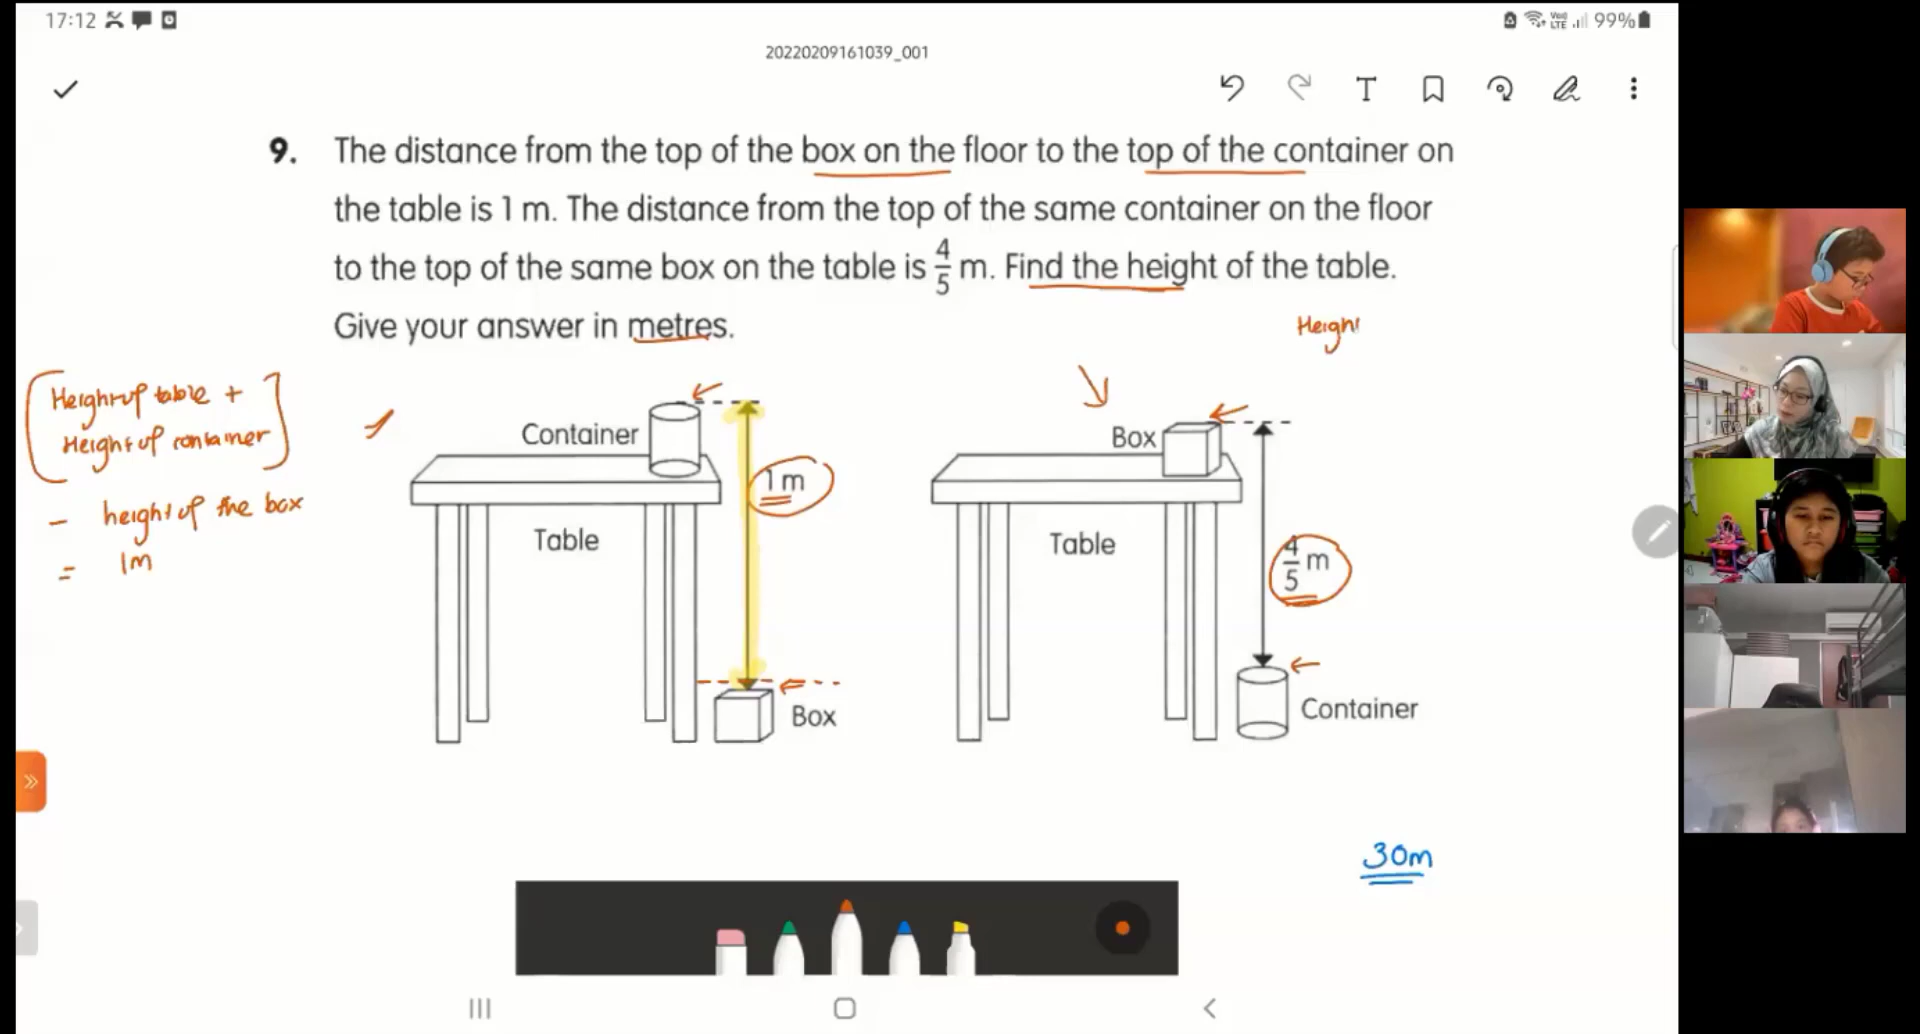 17:12
99%
20220209161039_001
T
9. The distance from the top of the box on the floor to the top of the container on
the table is 1 m. The distance from the top of the same container on the floor
to the top of the same box on the table is 4/5 m. Find the height of the table.
Give your answer in metres.
Heigh
Height of table +
Height of container
- height of the box
= 1m
Container
1 m
Table
Box
Box
Table
4/5 m
Container
30m